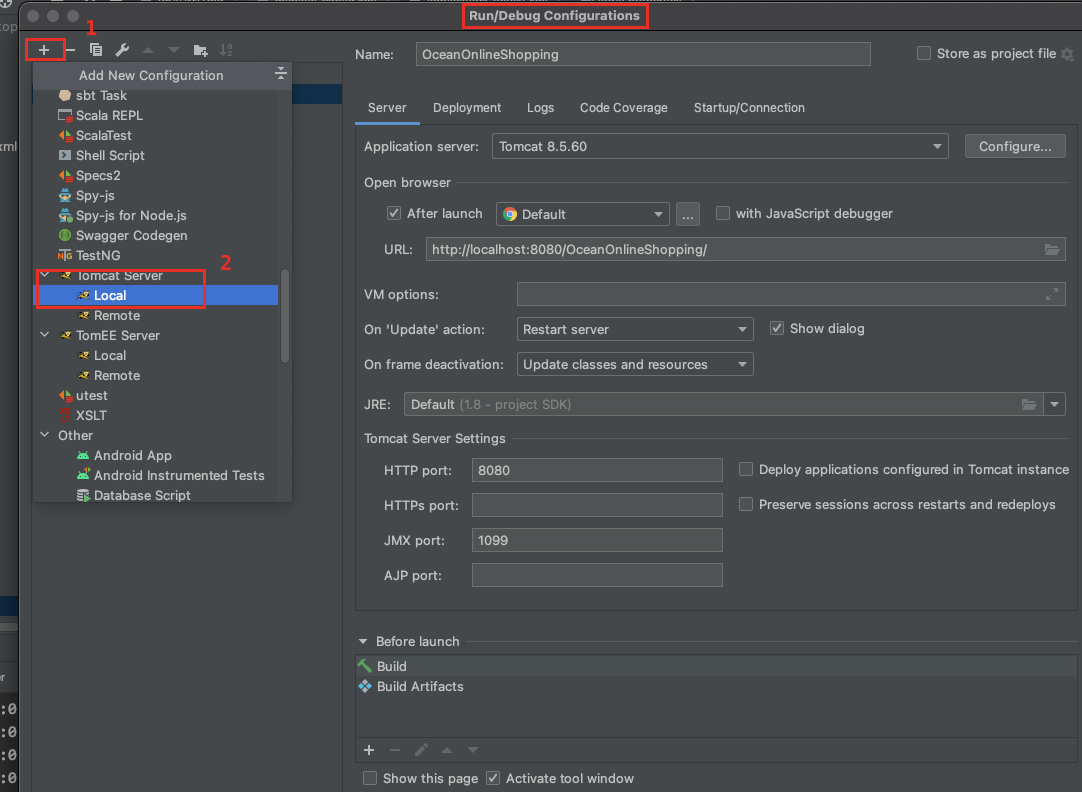 Run/Debug Configurations
1
Name: OceanOnlineShopping Store as project file
Add New Configuration
sbt Task
Scala REPL
ScalaTest
Shell Script
Specs2
Spy-js
Spy-js for Node.js
Swagger Codegen
TestNG
2
Tomcat Server
Local
Remote
TomEE Server
Local
Remote
utest
XSLT
Other
Android App
Android Instrumented Tests
Database Script
Server Deployment Logs Code Coverage Startup/Connection
Application server: Tomcat 8.5.60 Configure...
Open browser
After launch Default ... with JavaScript debugger
URL: http://localhost:8080/OceanOnlineShopping/
VM options:
On 'Update' action: Restart server Show dialog
On frame deactivation: Update classes and resources
JRE: Default (1.8 - project SDK)
Tomcat Server Settings
HTTP port: 8080 Deploy applications configured in Tomcat instance
HTTPs port: Preserve sessions across restarts and redeploys
JMX port: 1099
AJP port:
Before launch
Build
Build Artifacts
Show this page Activate tool window
xml
:0
:0
:0
:0